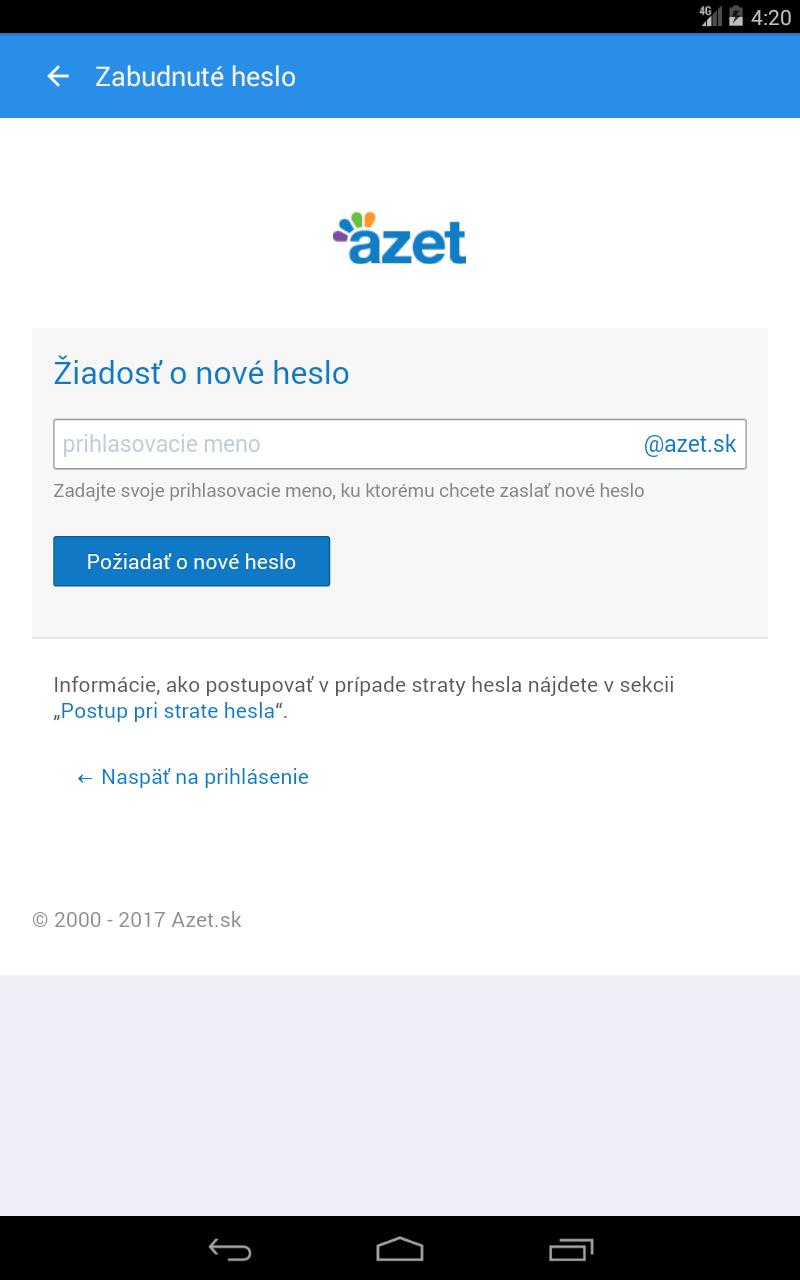 4G 4:20
Zabudnuté heslo
azet
Žiadosť o nové heslo
prihlasovacie meno @azet.sk
Zadajte svoje prihlasovacie meno, ku ktorému chcete zaslať nové heslo
Požiadať o nové heslo
Informácie, ako postupovať v prípade straty hesla nájdete v sekcii
„Postup pri strate hesla“.
← Naspäť na prihlásenie
© 2000 - 2017 Azet.sk